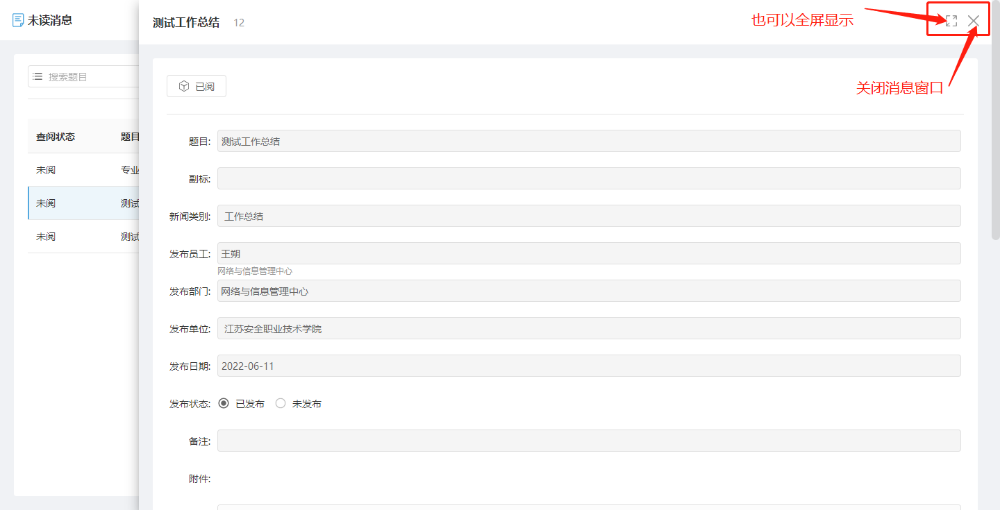 未读消息
搜索题目
查阅状态 题目
未阅 专业
未阅 测试
未阅 测试
测试工作总结 12
也可以全屏显示
关闭消息窗口
已阅
题目: 测试工作总结
副标:
新闻类别: 工作总结
发布员工: 王朔
网络与信息管理中心
发布部门: 网络与信息管理中心
发布单位: 江苏安全职业技术学院
发布日期: 2022-06-11
发布状态: 已发布 未发布
备注:
附件: